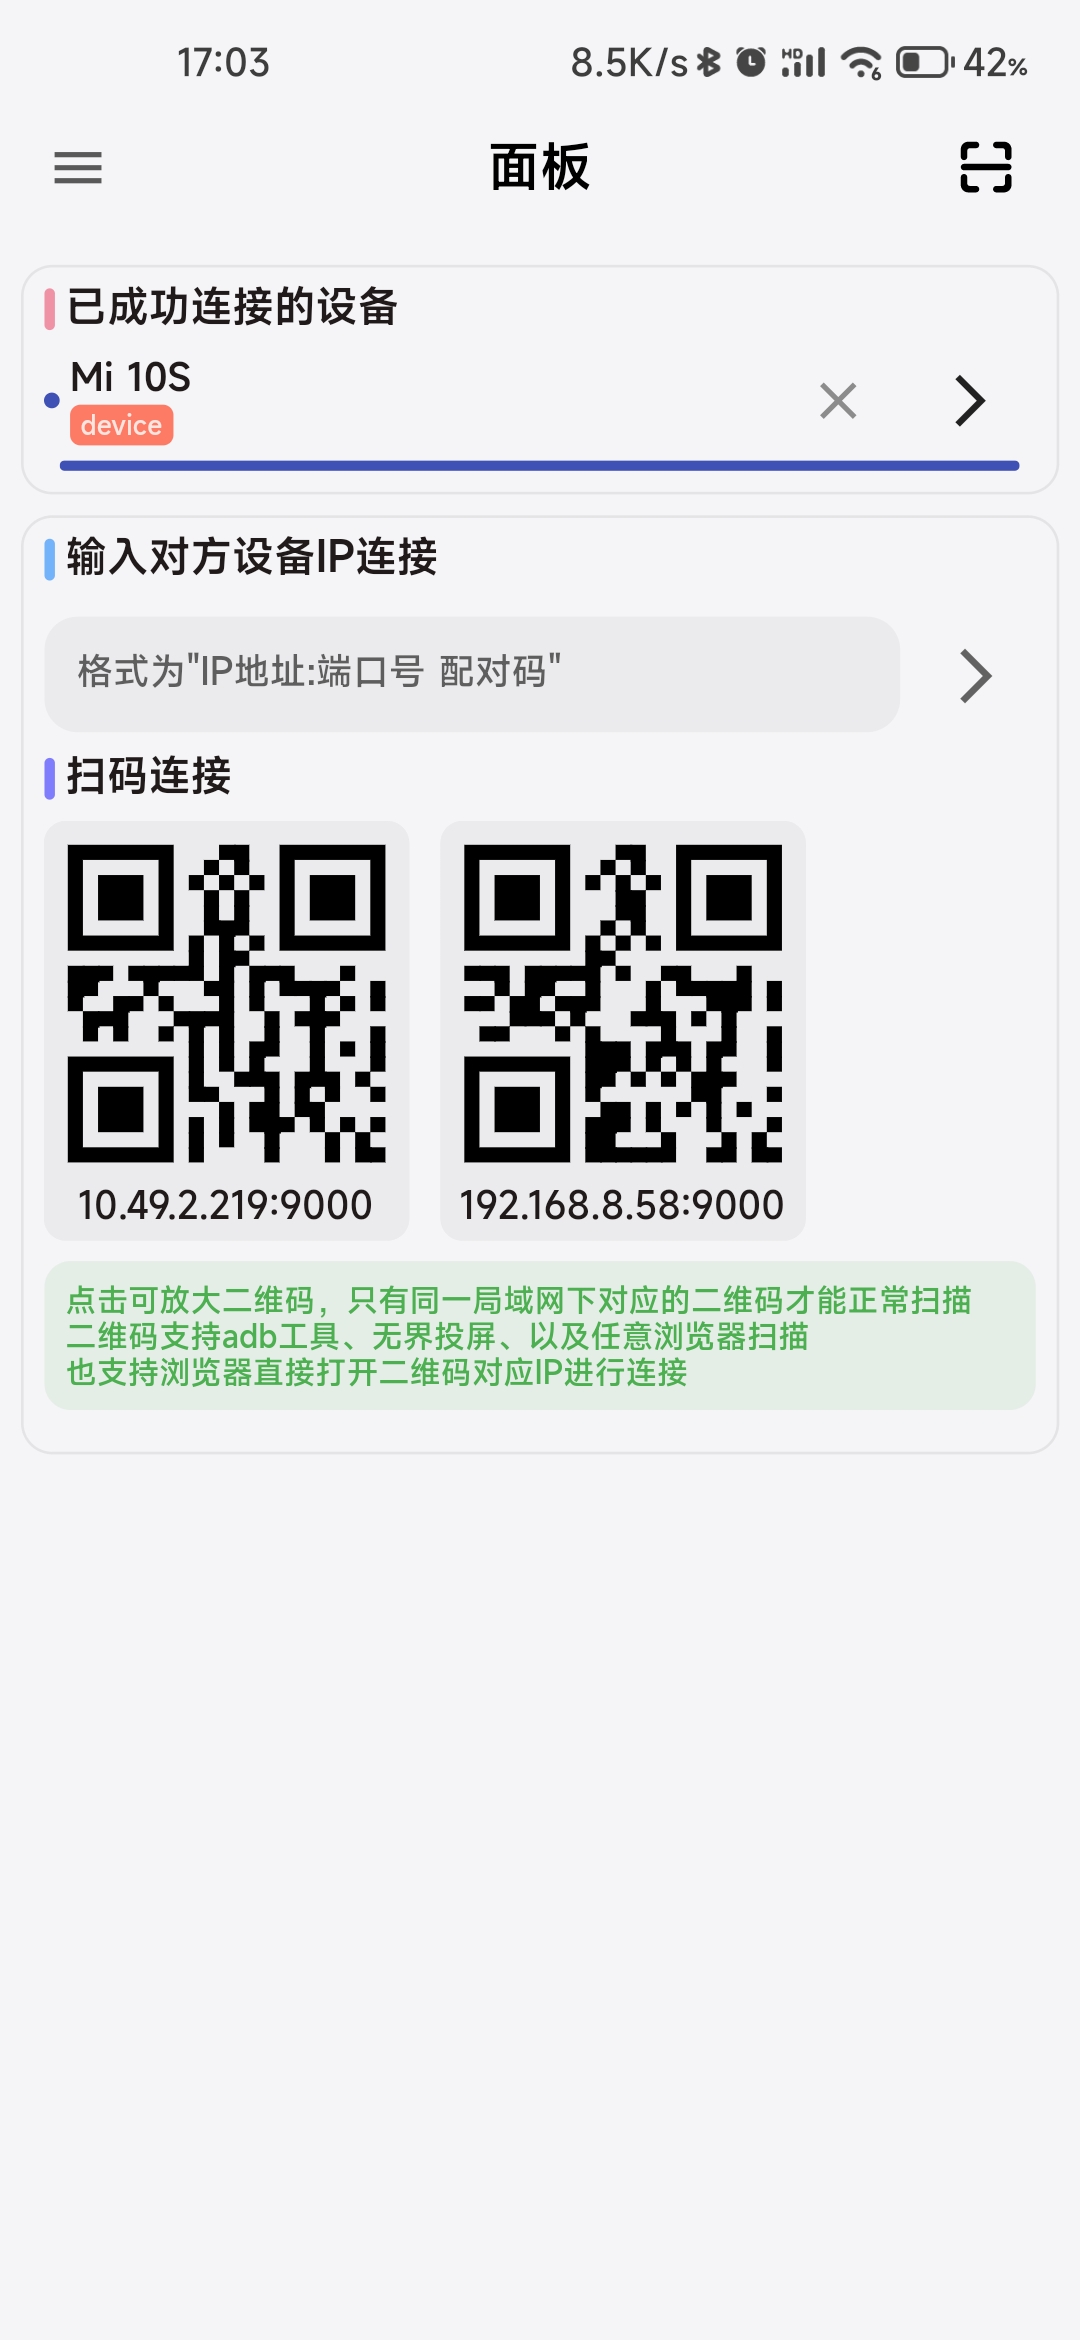 17:03 8.5K/s HD 6 42%
面板
已成功连接的设备
Mi 10S
device
输入对方设备IP连接
格式为"IP地址:端口号 配对码"
扫码连接
10.49.2.219:9000 192.168.8.58:9000
点击可放大二维码，只有同一局域网下对应的二维码才能正常扫描
二维码支持adb工具、无界投屏、以及任意浏览器扫描
也支持浏览器直接打开二维码对应IP进行连接